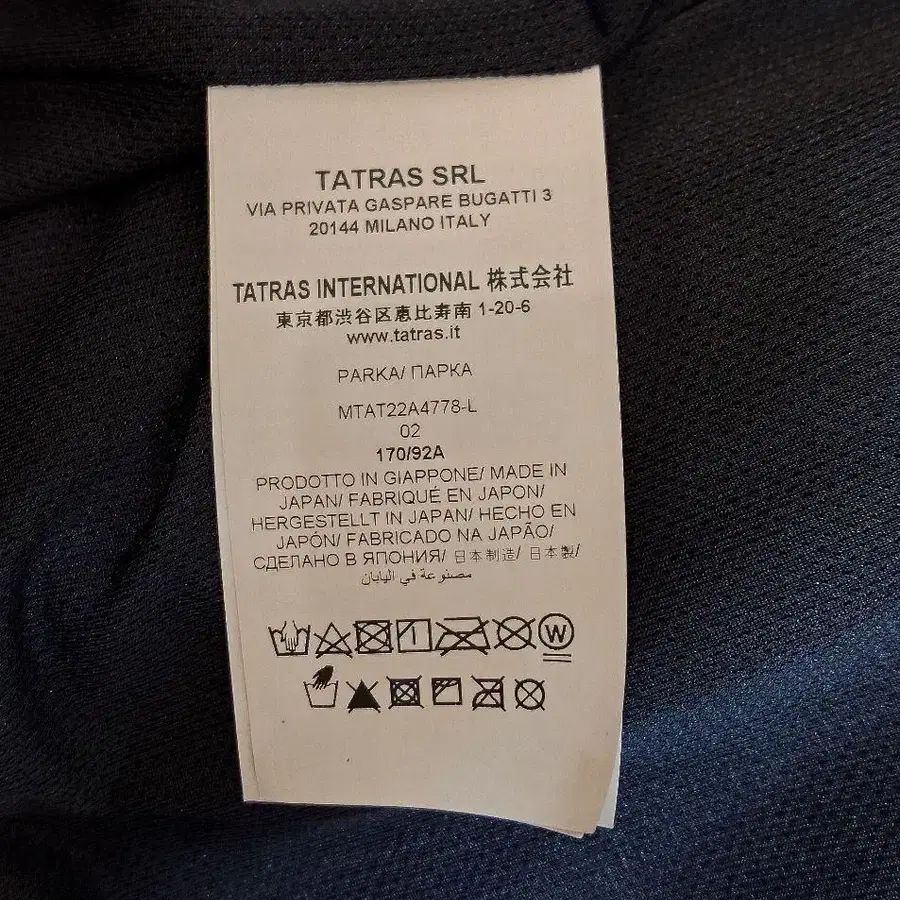 TATRAS SRL
VIA PRIVATA GASPARE BUGATTI 3
20144 MILANO ITALY
TATRAS INTERNATIONAL 株式会社
東京都渋谷区恵比寿南 1-20-6
www.tatras.it
PARKA/ ПАРКА
MTAT22A4778-L
02
170/92A
PRODOTTO IN GIAPPONE/ MADE IN
JAPAN/ FABRIQUÉ EN JAPON/
HERGESTELLT IN JAPAN/ HECHO EN
JAPÓN/ FABRICADO NA JAPÃO/
СДЕЛАНО В ЯПОНИЯ/ 日本制造/ 日本製/
مصنوعة في اليابان
W